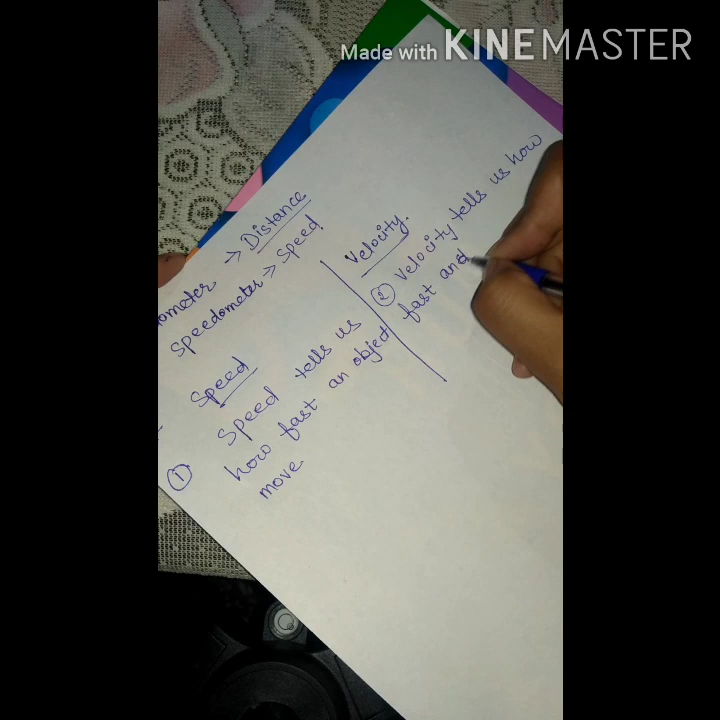 Made with KINEMASTER
ometer -> Distance
Speedometer -> Speed
Speed
① Speed tells us
how fast an object
move
Velocity.
② Velocity tells us how
fast and